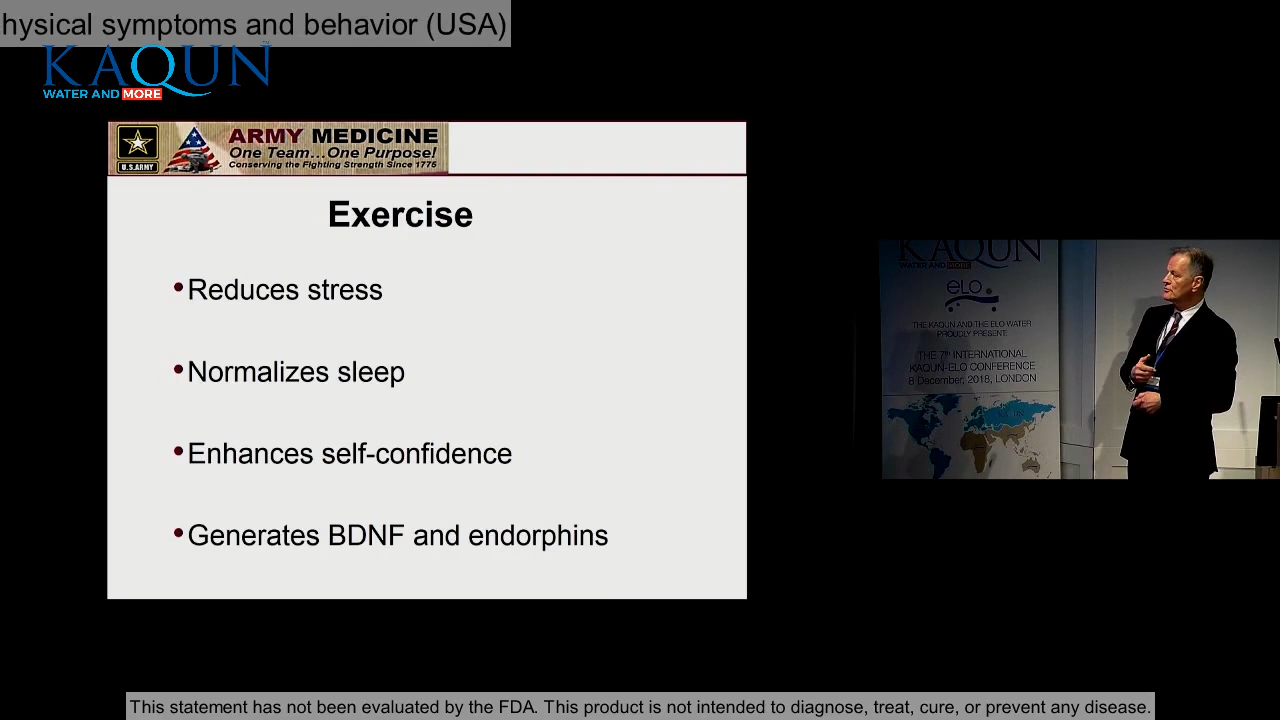 hysical symptoms and behavior (USA)
KAQUN
WATER AND MORE
U.S.ARMY
ARMY MEDICINE
One Team...One Purpose!
Conserving the Fighting Strength Since 1775
Exercise
•Reduces stress
•Normalizes sleep
•Enhances self-confidence
•Generates BDNF and endorphins
KAQUN
WATER AND MORE
eLO
THE KAQUN AND THE ELO WATER
PROUDLY PRESENT:
THE 7th INTERNATIONAL
KAQUN-ELO CONFERENCE
8 December, 2018, LONDON
This statement has not been evaluated by the FDA. This product is not intended to diagnose, treat, cure, or prevent any disease.